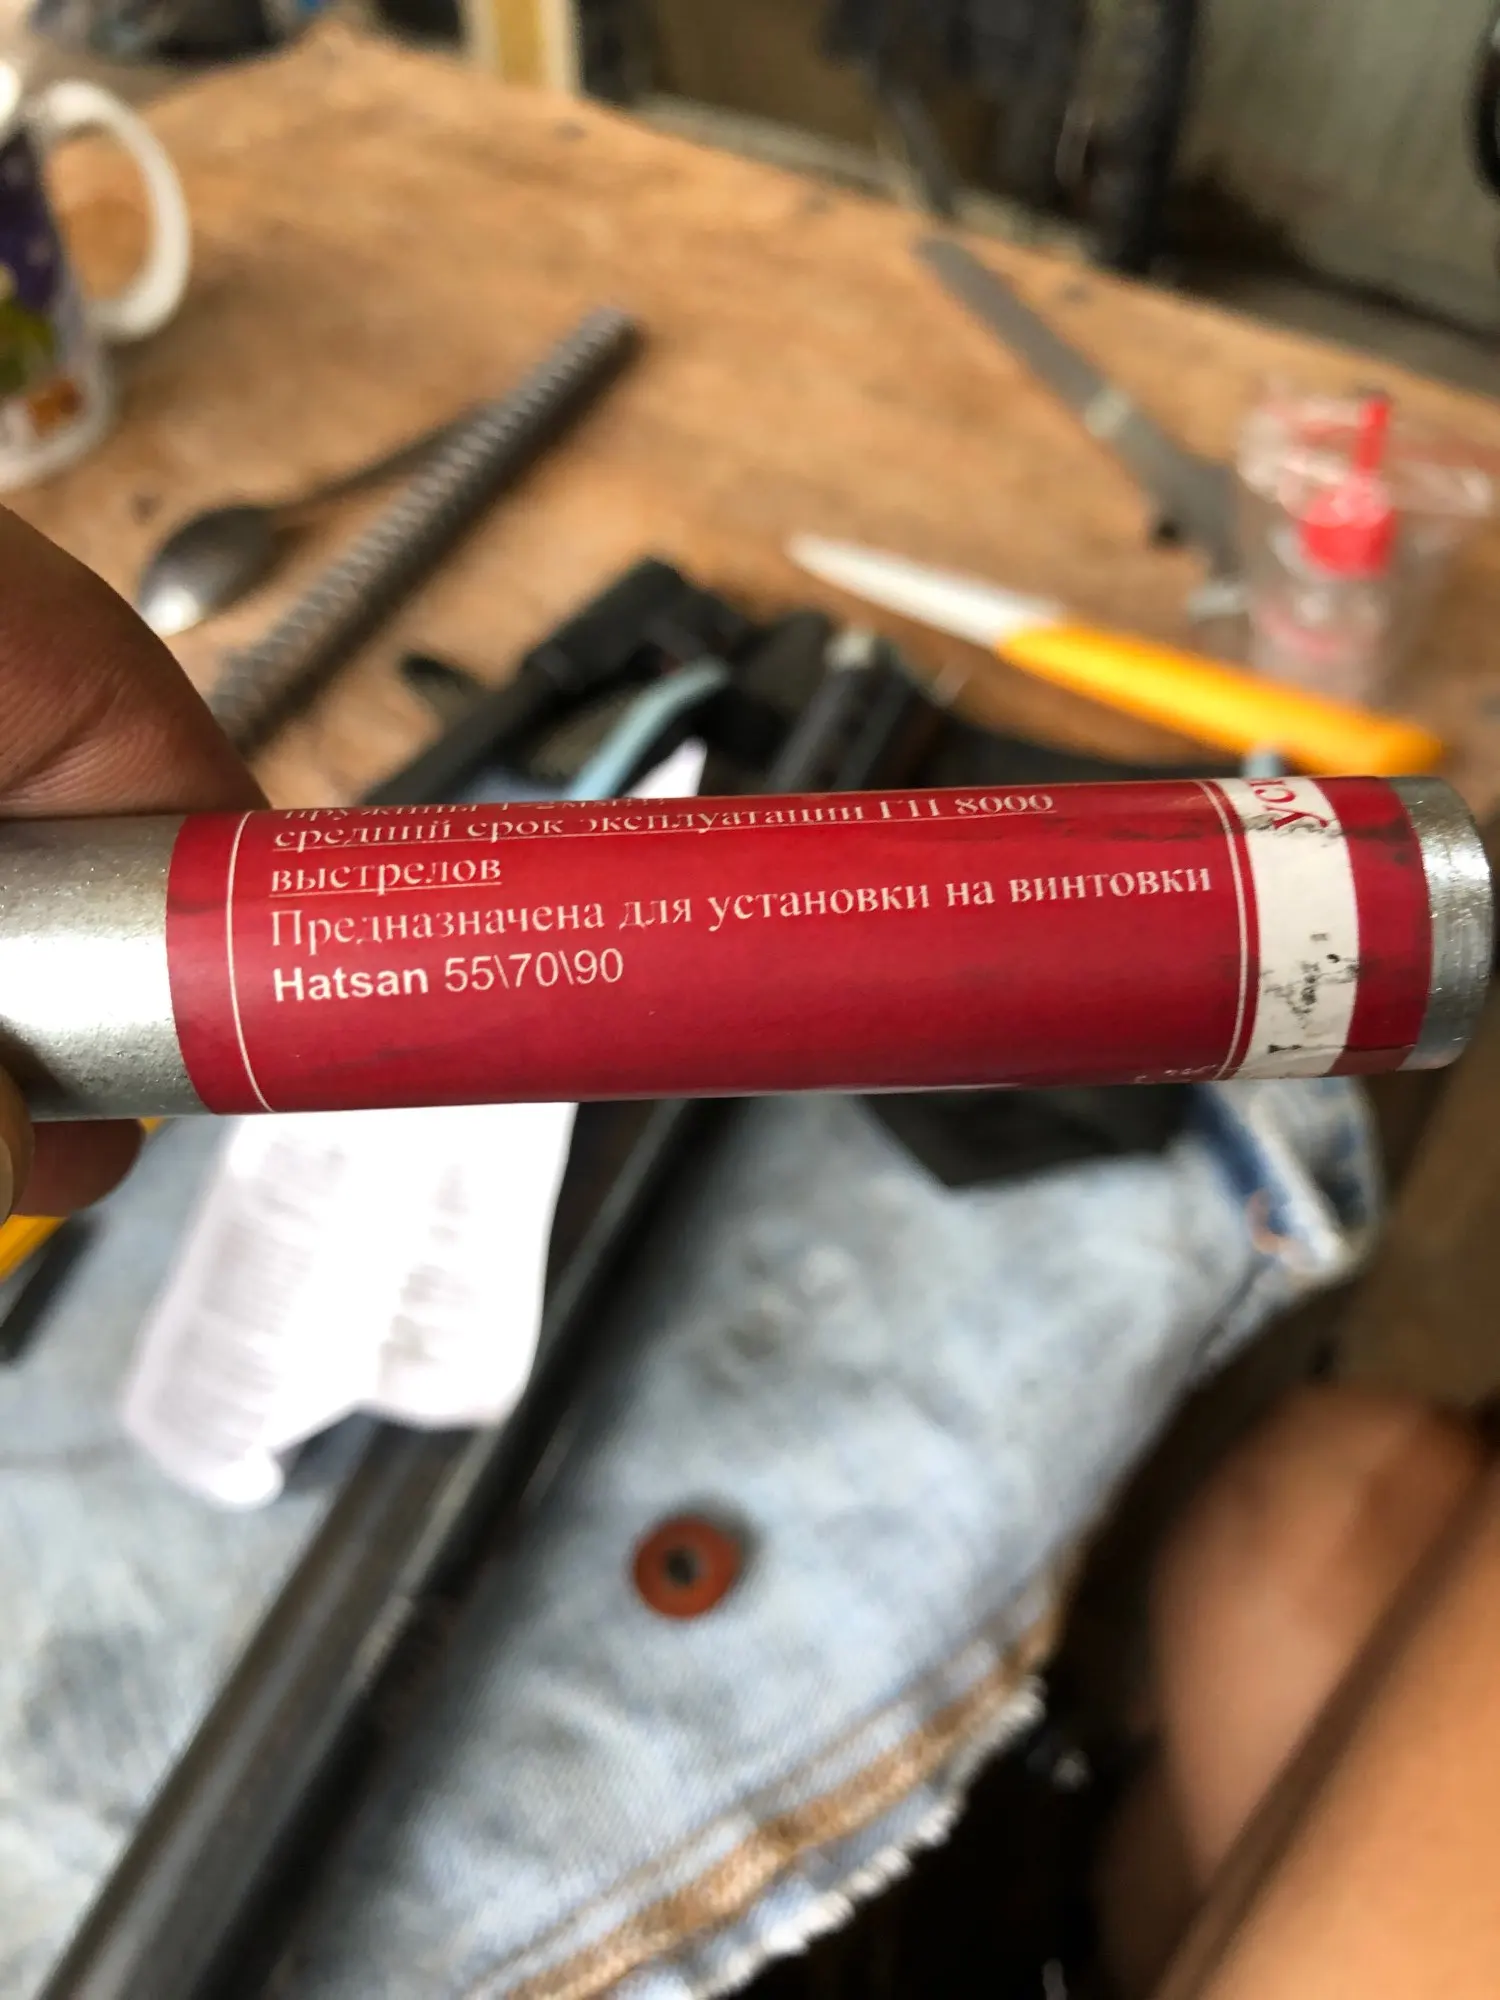 средний срок эксплуатации ГП 8000
выстрелов
Предназначена для установки на винтовки
Hatsan 55\70\90